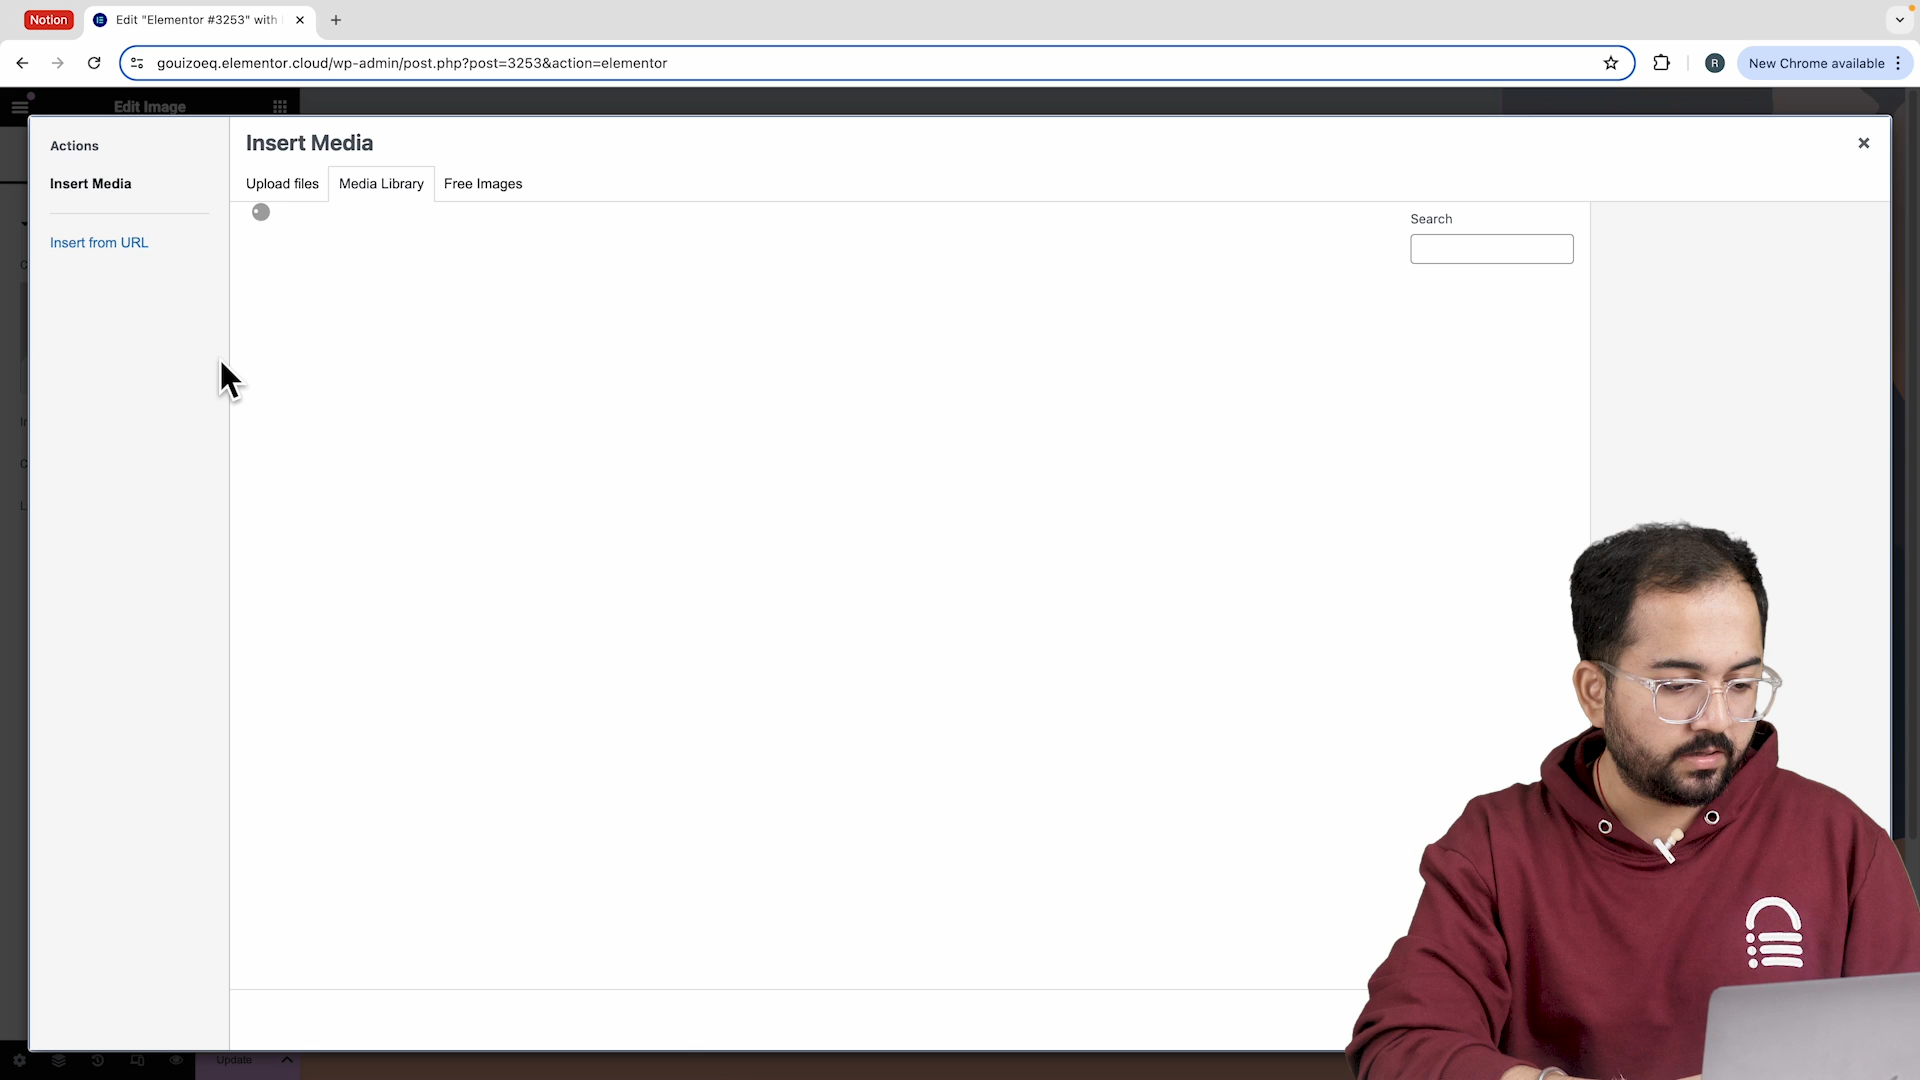 Notion
Edit "Elementor #3253" with
gouizoeq.elementor.cloud/wp-admin/post.php?post=3253&action=elementor
R
New Chrome available
Edit Image
Actions
Insert Media
Insert from URL
Insert Media
Upload files
Media Library
Free Images
Search
Update